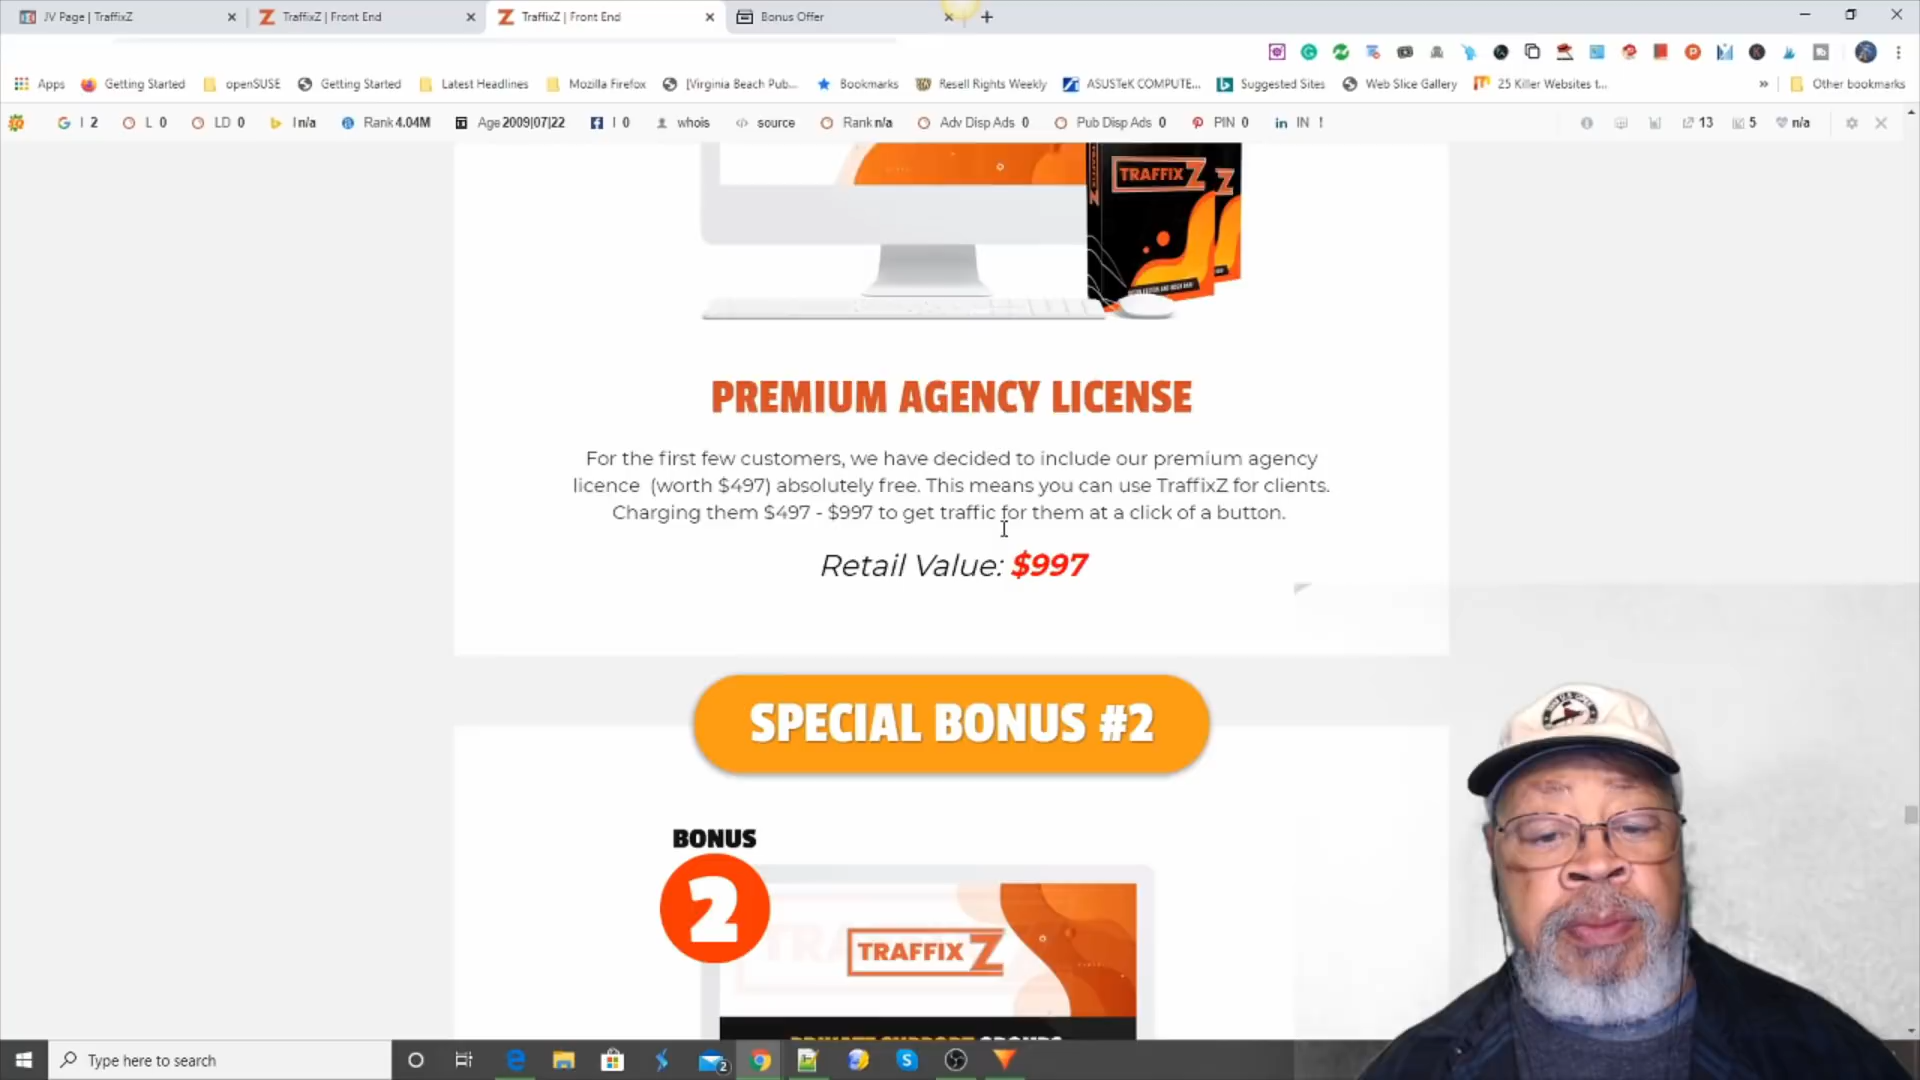 JV Page | TraffixZ
TraffixZ | Front End
TraffixZ | Front End
Bonus Offer
Apps
Getting Started
openSUSE
Getting Started
Latest Headlines
Mozilla Firefox
[Virginia Beach Pub...
Bookmarks
Resell Rights Weekly
ASUSTeK COMPUTE...
Suggested Sites
Web Slice Gallery
25 Killer Websites t...
»
Other bookmarks
I 2
L 0
LD 0
I n/a
Rank 4.04M
Age 2009|07|22
I 0
whois
source
Rank n/a
Adv Disp Ads 0
Pub Disp Ads 0
PIN 0
IN !
13
5
n/a
TRAFFIXZ
Z
PREMIUM AGENCY LICENSE
For the first few customers, we have decided to include our premium agency
licence (worth $497) absolutely free. This means you can use TraffixZ for clients.
Charging them $497 - $997 to get traffic for them at a click of a button.
Retail Value: $997
SPECIAL BONUS #2
BONUS
2
TRAFFIXZ
PRIVATE SUPPORT GROUPS
Type here to search
2